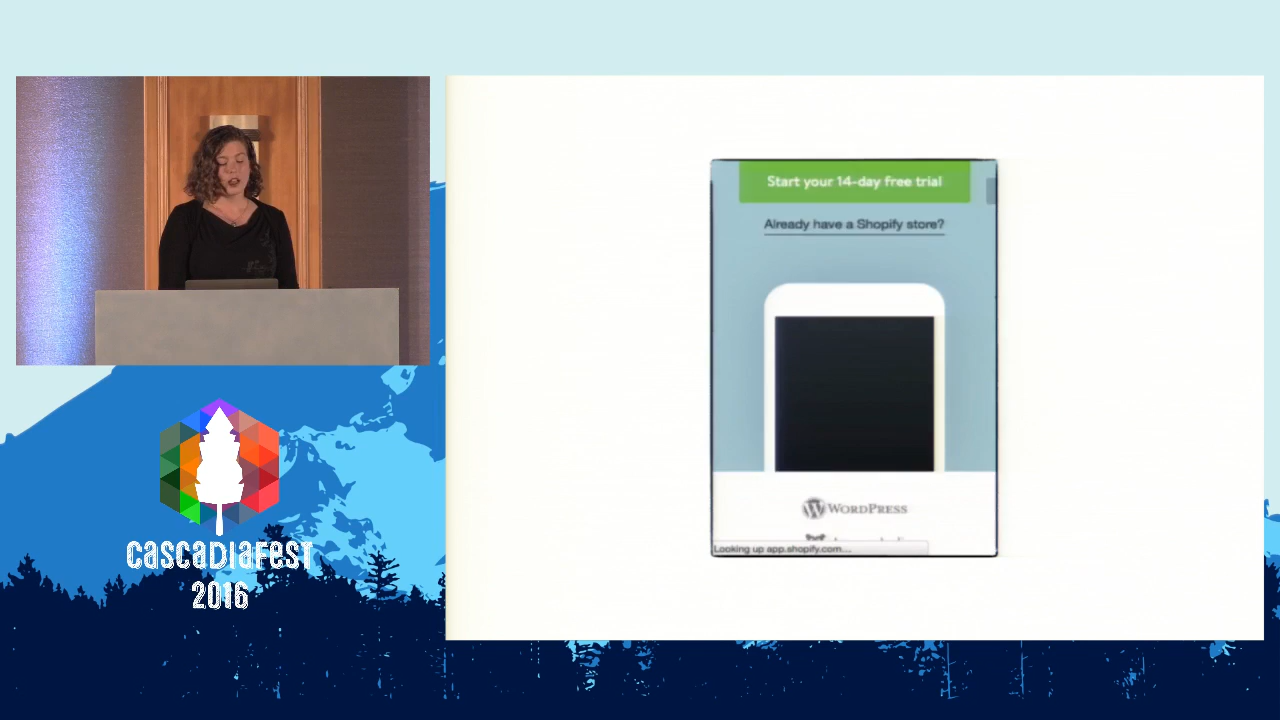 Start your 14-day free trial
Already have a Shopify store?
WORDPRESS
Looking up app.shopify.com...
CASCADIAFEST
2016